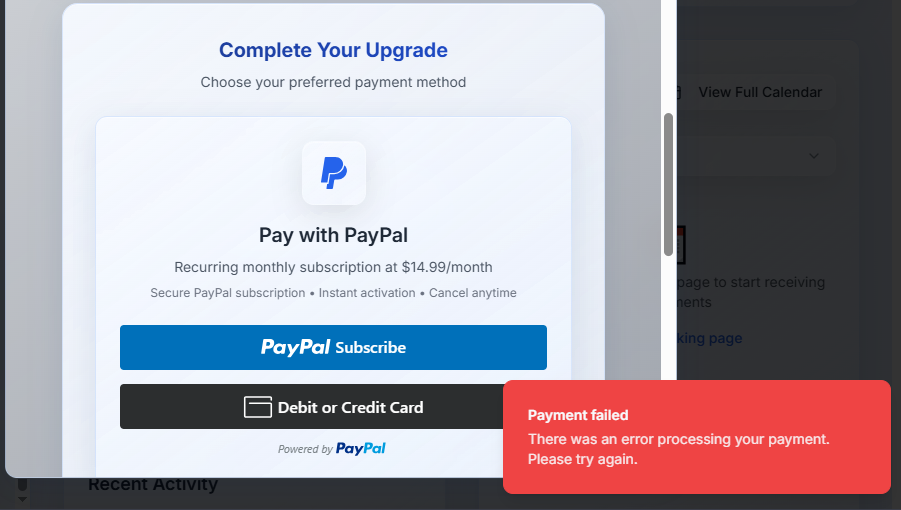 Complete Your Upgrade
Choose your preferred payment method
View Full Calendar
Pay with PayPal
Recurring monthly subscription at $14.99/month
Secure PayPal subscription • Instant activation • Cancel anytime
page to start receiving
PayPal Subscribe
king page
Debit or Credit Card
Powered by PayPal
Payment failed
There was an error processing your payment.
Please try again.
Recent Activity